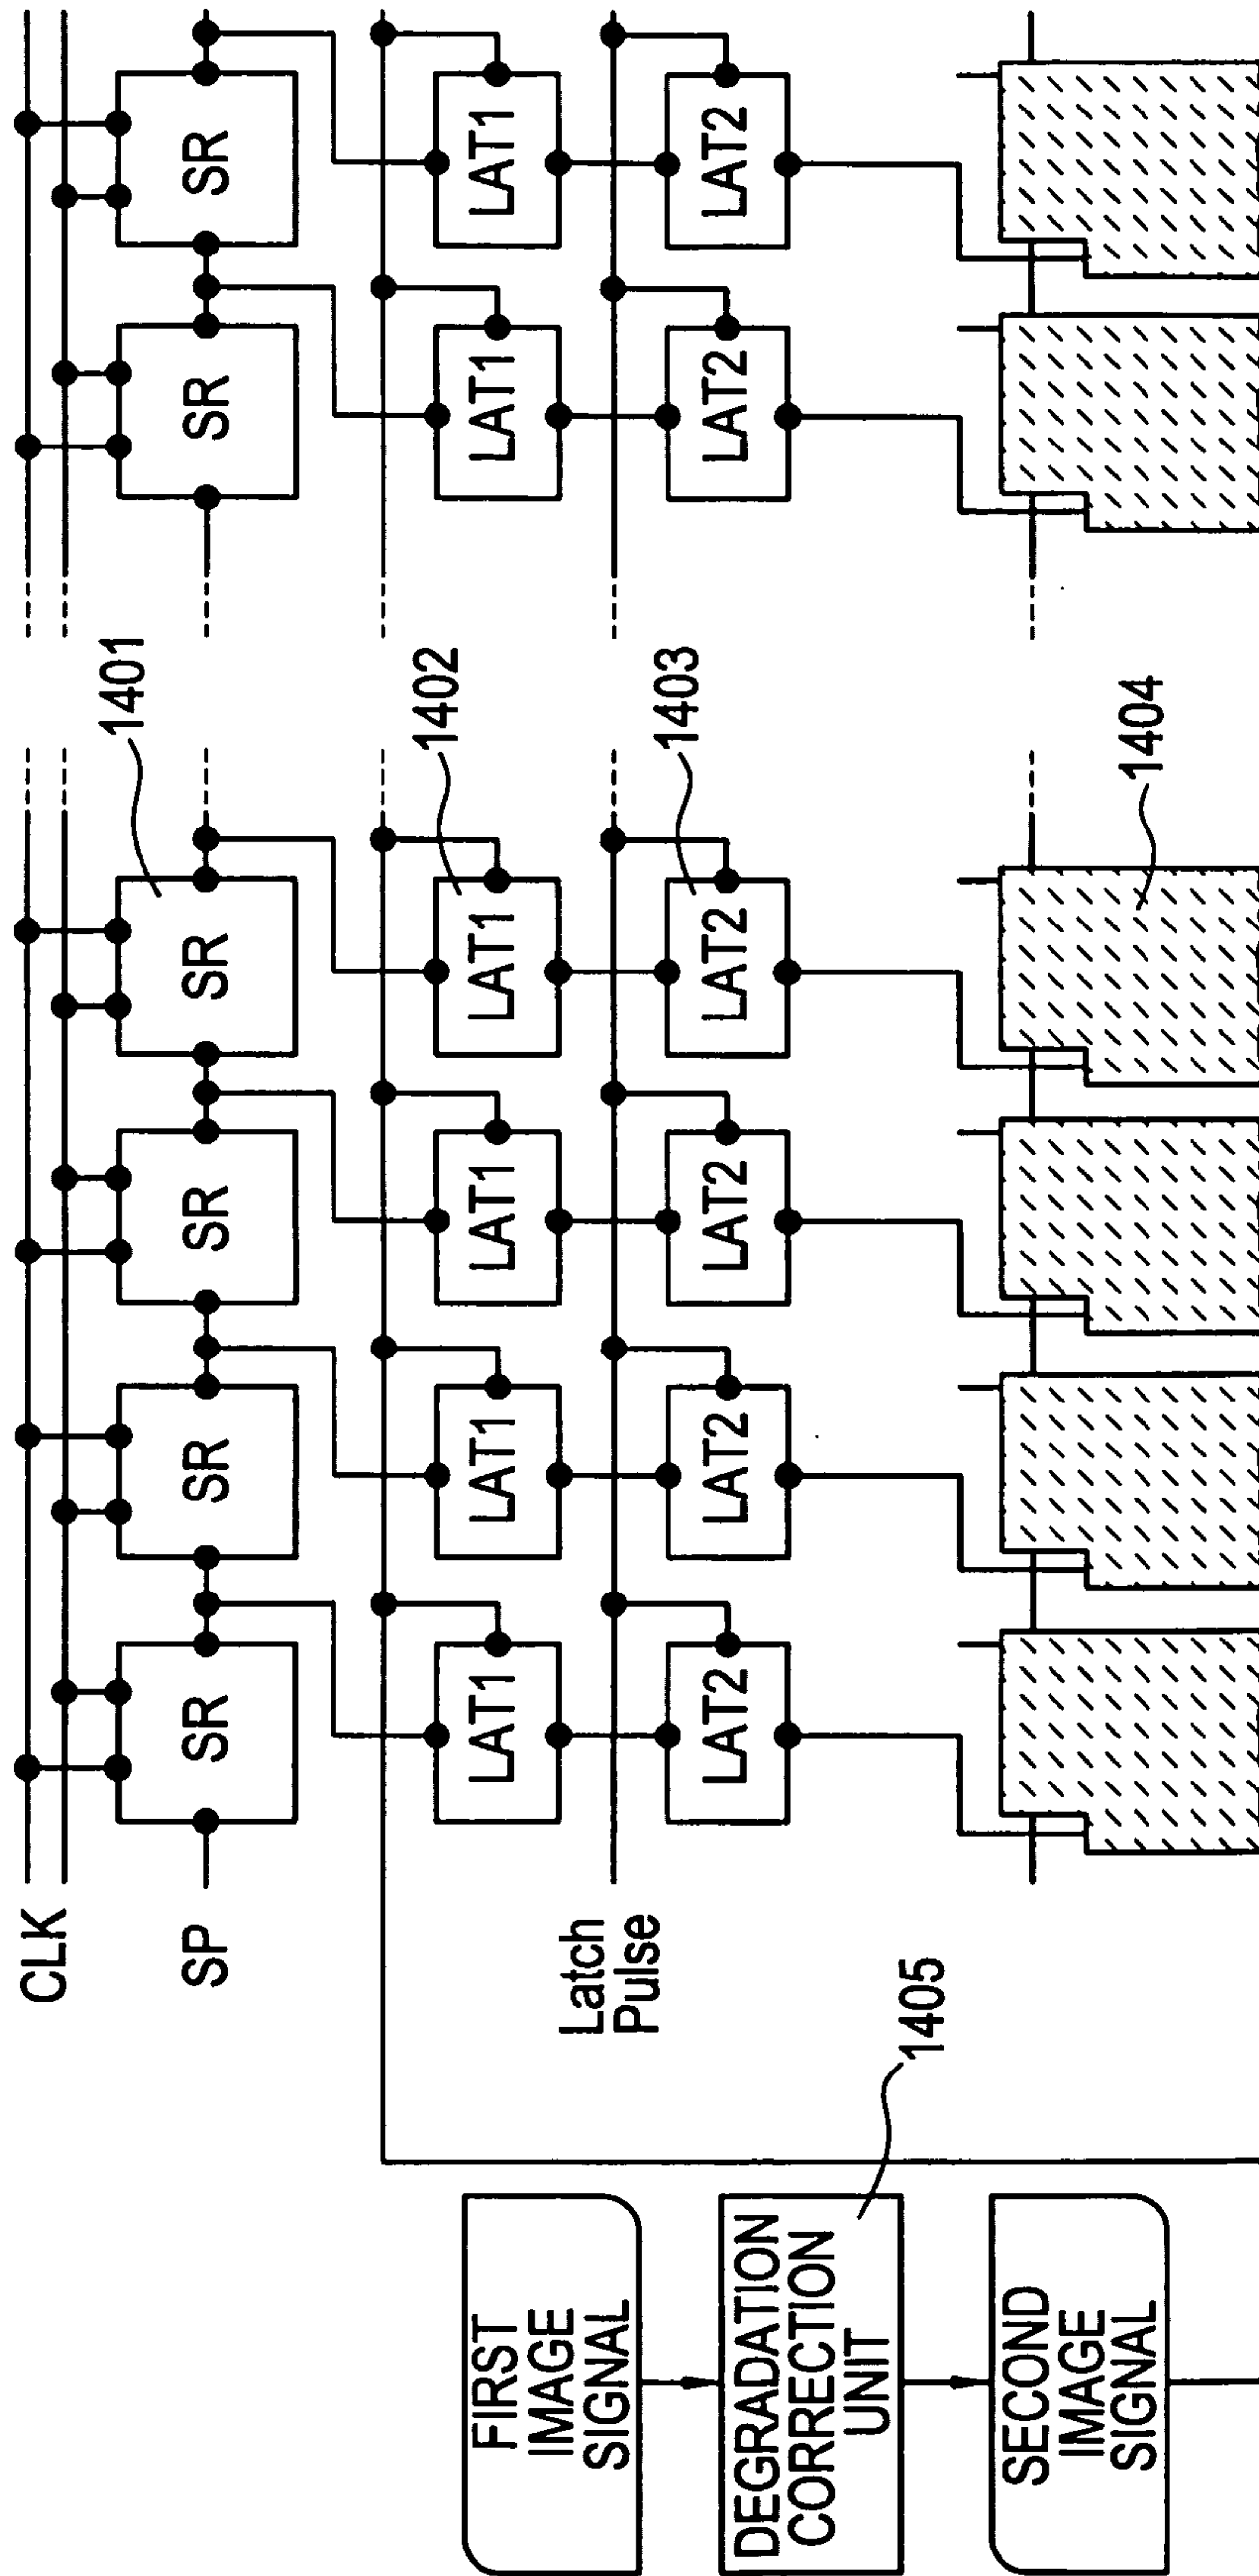 CLK
SP
SR
SR
SR
SR
SR
SR
1401
LAT1
LAT1
LAT1
LAT1
LAT1
LAT1
1402
Latch
Pulse
LAT2
LAT2
LAT2
LAT2
LAT2
LAT2
1403
1404
FIRST
IMAGE
SIGNAL
DEGRADATION
CORRECTION
UNIT
1405
SECOND
IMAGE
SIGNAL